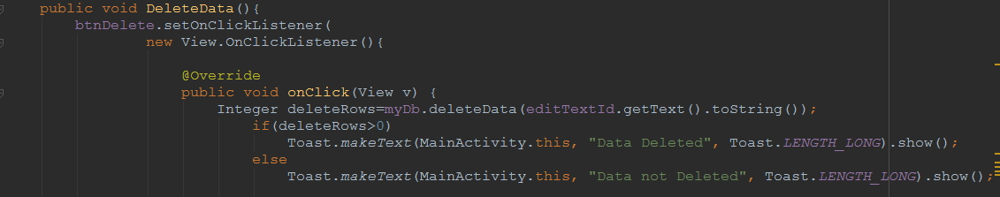 public void DeleteData(){
btnDelete.setOnClickListener(
new View.OnClickListener(){
@Override
public void onClick(View v) {
Integer deleteRows=myDb.deleteData(editTextId.getText().toString());
if(deleteRows>0)
Toast.makeText(MainActivity.this, "Data Deleted", Toast.LENGTH_LONG).show();
else
Toast.makeText(MainActivity.this, "Data not Deleted", Toast.LENGTH_LONG).show();